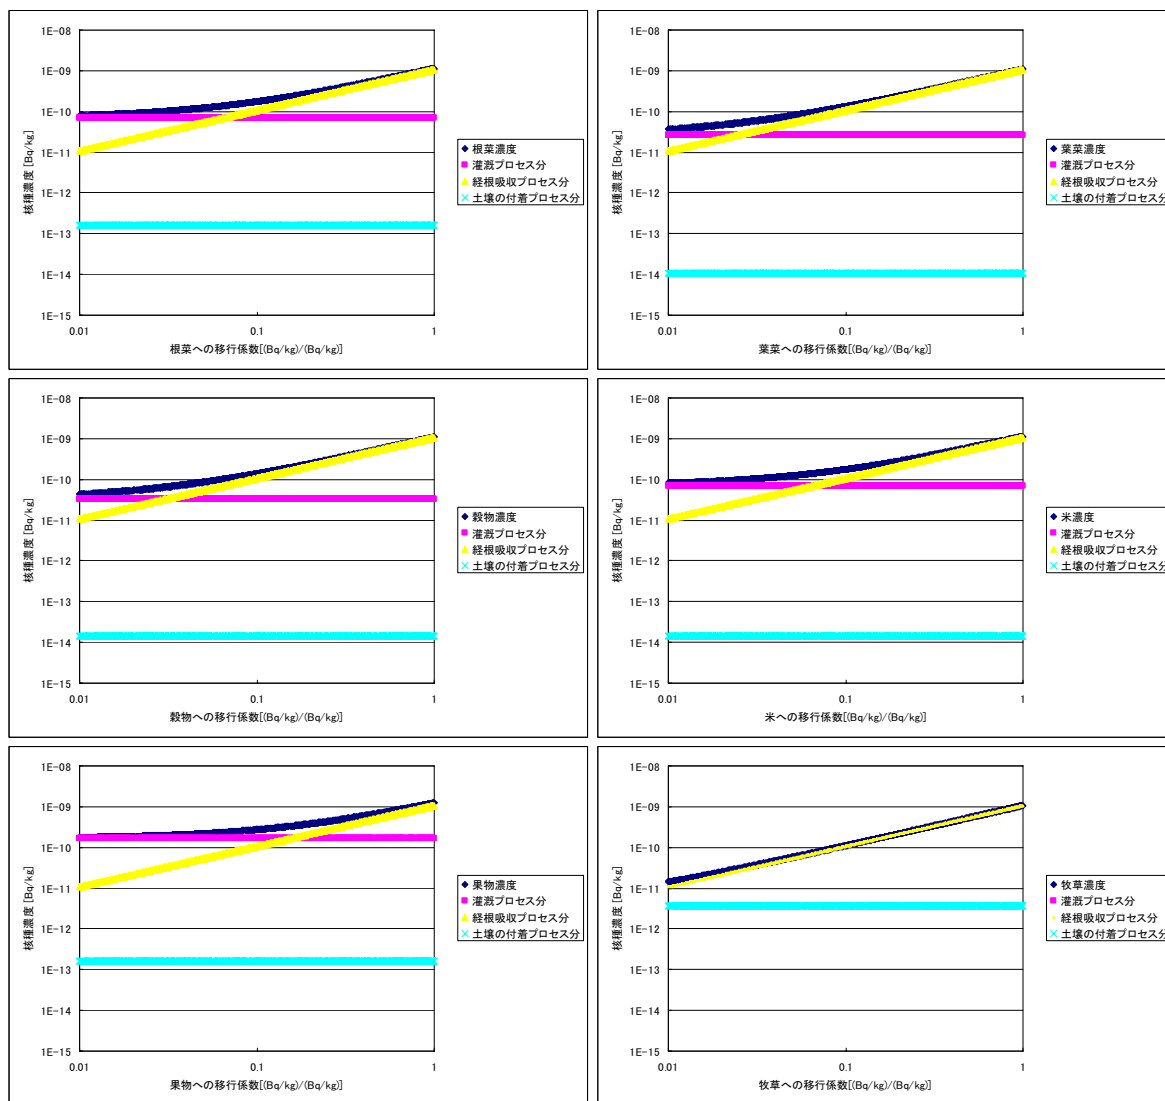 1E-08
1E-09
1E-10
1E-11
1E-12
1E-13
1E-14
1E-15
核種濃度[Bq/kg]
0.01
0.1
1
根菜への移行係数[(Bq/kg)/(Bq/kg)]
根菜濃度
灌漑プロセス分
経根吸収プロセス分
土壌の付着プロセス分
1E-08
1E-09
1E-10
1E-11
1E-12
1E-13
1E-14
1E-15
核種濃度[Bq/kg]
0.01
0.1
1
葉菜への移行係数[(Bq/kg)/(Bq/kg)]
葉菜濃度
灌漑プロセス分
経根吸収プロセス分
土壌の付着プロセス分
1E-08
1E-09
1E-10
1E-11
1E-12
1E-13
1E-14
1E-15
核種濃度[Bq/kg]
0.01
0.1
1
穀物への移行係数[(Bq/kg)/(Bq/kg)]
穀物濃度
灌漑プロセス分
経根吸収プロセス分
土壌の付着プロセス分
1E-08
1E-09
1E-10
1E-11
1E-12
1E-13
1E-14
1E-15
核種濃度[Bq/kg]
0.01
0.1
1
米への移行係数[(Bq/kg)/(Bq/kg)]
米濃度
灌漑プロセス分
経根吸収プロセス分
土壌の付着プロセス分
1E-08
1E-09
1E-10
1E-11
1E-12
1E-13
1E-14
1E-15
核種濃度[Bq/kg]
0.01
0.1
1
果物への移行係数[(Bq/kg)/(Bq/kg)]
果物濃度
灌漑プロセス分
経根吸収プロセス分
土壌の付着プロセス分
1E-08
1E-09
1E-10
1E-11
1E-12
1E-13
1E-14
1E-15
核種濃度[Bq/kg]
0.01
0.1
1
牧草への移行係数[(Bq/kg)/(Bq/kg)]
牧草濃度
灌漑プロセス分
経根吸収プロセス分
土壌の付着プロセス分